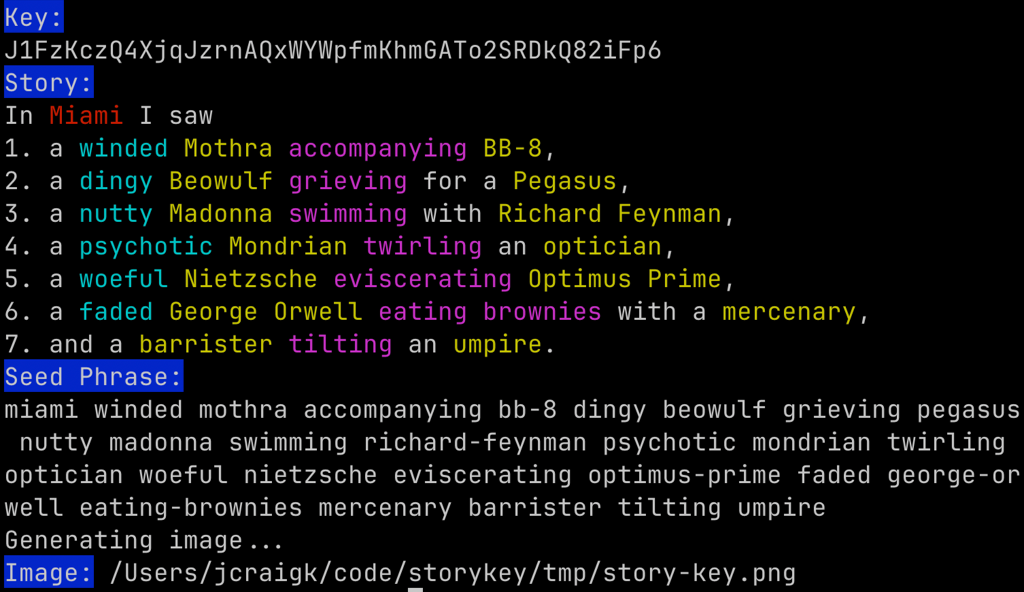 Key:
J1FzKczQ4XjqJzrnAQxWYWpfmKhmGATo2SRDkQ82iFp6
Story:
In Miami I saw
1. a winded Mothra accompanying BB-8,
2. a dingy Beowulf grieving for a Pegasus,
3. a nutty Madonna swimming with Richard Feynman,
4. a psychotic Mondrian twirling an optician,
5. a woeful Nietzsche eviscerating Optimus Prime,
6. a faded George Orwell eating brownies with a mercenary,
7. and a barrister tilting an umpire.
Seed Phrase:
miami winded mothra accompanying bb-8 dingy beowulf grieving pegasus
nutty madonna swimming richard-feynman psychotic mondrian twirling
optician woeful nietzsche eviscerating optimus-prime faded george-or
well eating-brownies mercenary barrister tilting umpire
Generating image...
Image: /Users/jcraigk/code/storykey/tmp/story-key.png